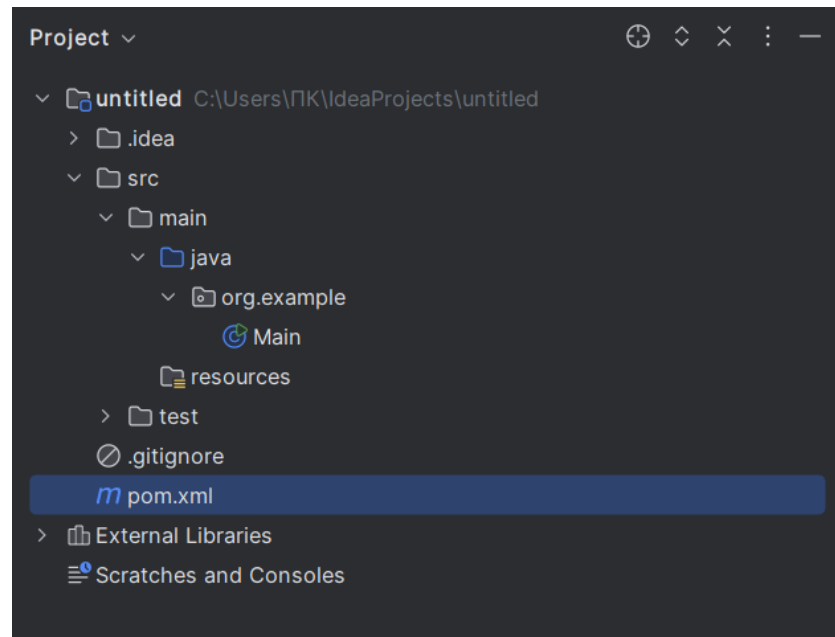 Project
untitled C:\Users\ПК\IdeaProjects\untitled
.idea
src
main
java
org.example
Main
resources
test
.gitignore
m pom.xml
External Libraries
Scratches and Consoles